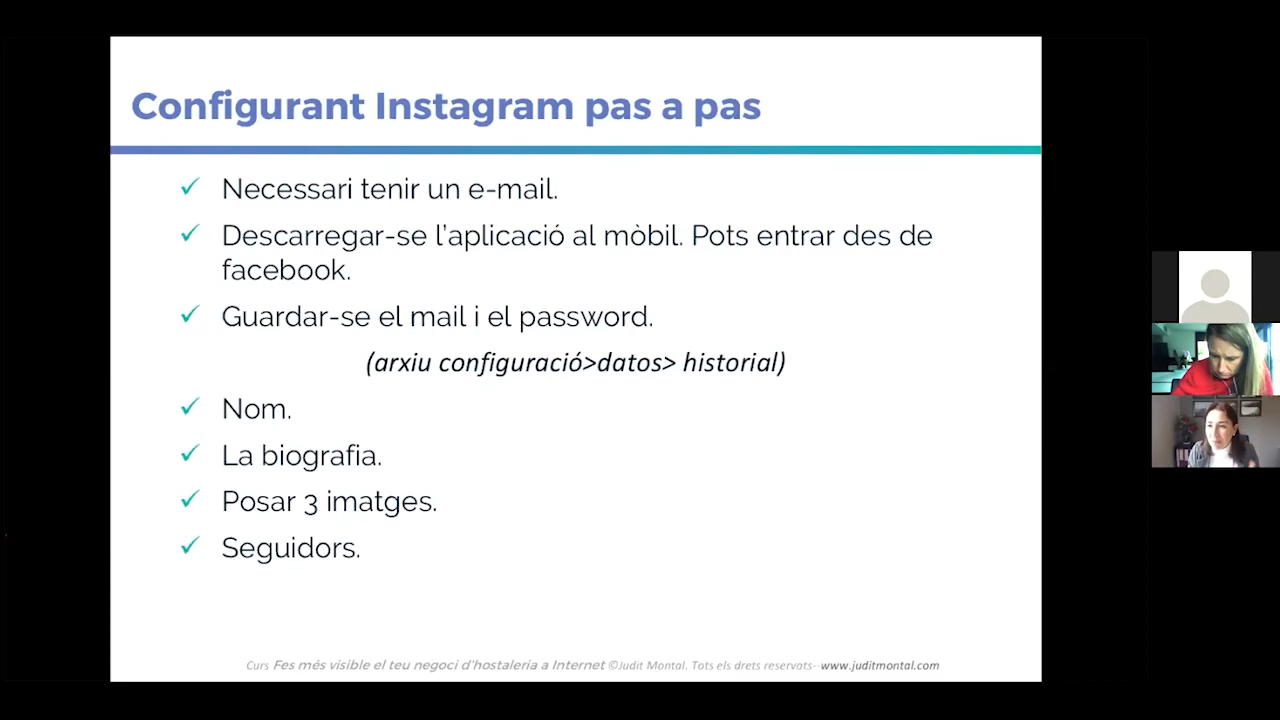 Configurant Instagram pas a pas
✓ Necessari tenir un e-mail.
✓ Descarregar-se l’aplicació al mòbil. Pots entrar des de
facebook.
✓ Guardar-se el mail i el password.
(arxiu configuració>datos> historial)
✓ Nom.
✓ La biografia.
✓ Posar 3 imatges.
✓ Seguidors.
Curs Fes més visible el teu negoci d’hostaleria a Internet ©Judit Montal. Tots els drets reservats--www.juditmontal.com